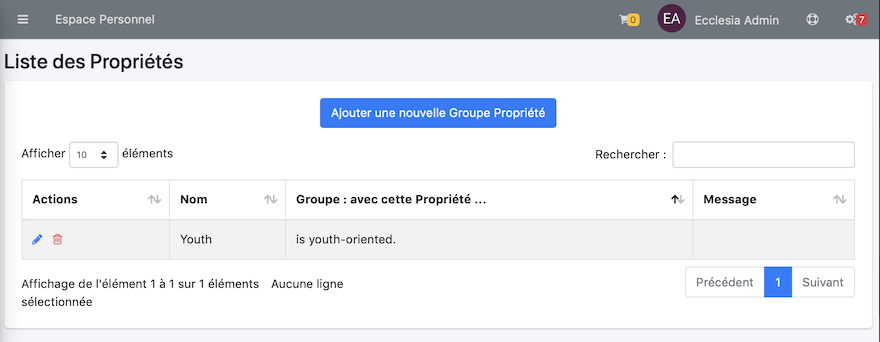 Espace Personnel 0 EA Ecclesia Admin 7
Liste des Propriétés
Ajouter une nouvelle Groupe Propriété
Afficher 10 éléments Rechercher :
Actions Nom Groupe : avec cette Propriété ... Message
Youth is youth-oriented.
Affichage de l'élément 1 à 1 sur 1 éléments Aucune ligne
sélectionnée
Précédent 1 Suivant